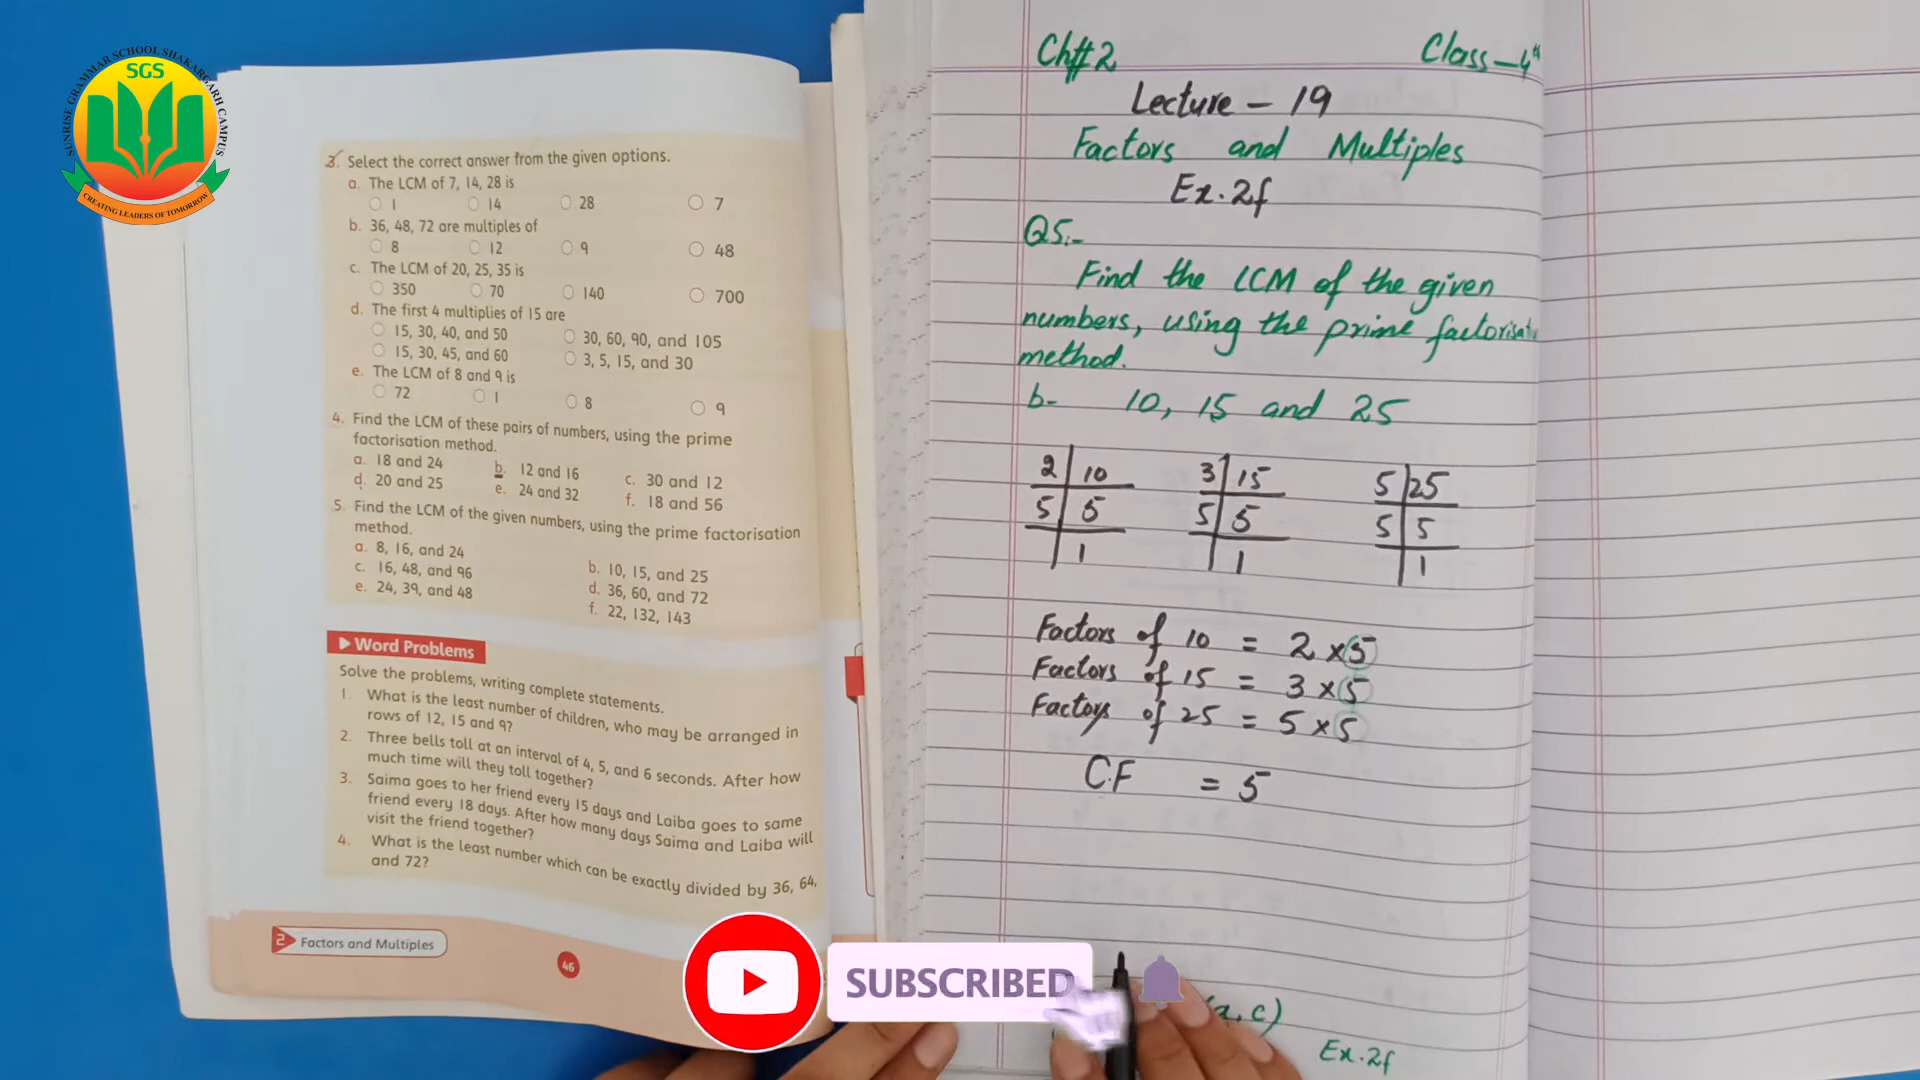 SUNRISE GRAMMAR SCHOOL SHAKARGARH CAMPUS
SGS
CREATING LEADERS OF TOMORROW
3. Select the correct answer from the given options.
a. The LCM of 7, 14, 28 is
1 14 28 7
b. 36, 48, 72 are multiples of
8 12 9 48
c. The LCM of 20, 25, 35 is
350 70 140 700
d. The first 4 multiplies of 15 are
15, 30, 40, and 50 30, 60, 90, and 105
15, 30, 45, and 60 3, 5, 15, and 30
e. The LCM of 8 and 9 is
72 1 8 9
4. Find the LCM of these pairs of numbers, using the prime
factorisation method.
a. 18 and 24 b. 12 and 16 c. 30 and 12
d. 20 and 25 e. 24 and 32 f. 18 and 56
5. Find the LCM of the given numbers, using the prime factorisation
method.
a. 8, 16, and 24 b. 10, 15, and 25
c. 16, 48, and 96 d. 36, 60, and 72
e. 24, 39, and 48 f. 22, 132, 143
Word Problems
Solve the problems, writing complete statements.
1. What is the least number of children, who may be arranged in
rows of 12, 15 and 9?
2. Three bells toll at an interval of 4, 5, and 6 seconds. After how
much time will they toll together?
3. Saima goes to her friend every 15 days and Laiba goes to same
friend every 18 days. After how many days Saima and Laiba will
visit the friend together?
4. What is the least number which can be exactly divided by 36, 64,
and 72?
2 Factors and Multiples
46
Ch#2 Class-4th
Lecture - 19
Factors and Multiples
Ex.2f
Q5:-
Find the LCM of the given
numbers, using the prime
method.
b- 10, 15 and 25
2 10 3 15 5 25
5 5 5 5 5 5
1 1 1
Factors of 10 = 2 × 5
Factors of 15 = 3 × 5
Factors of 25 = 5 × 5
C.F = 5
SUBSCRIBED
a, c)
Ex.2f